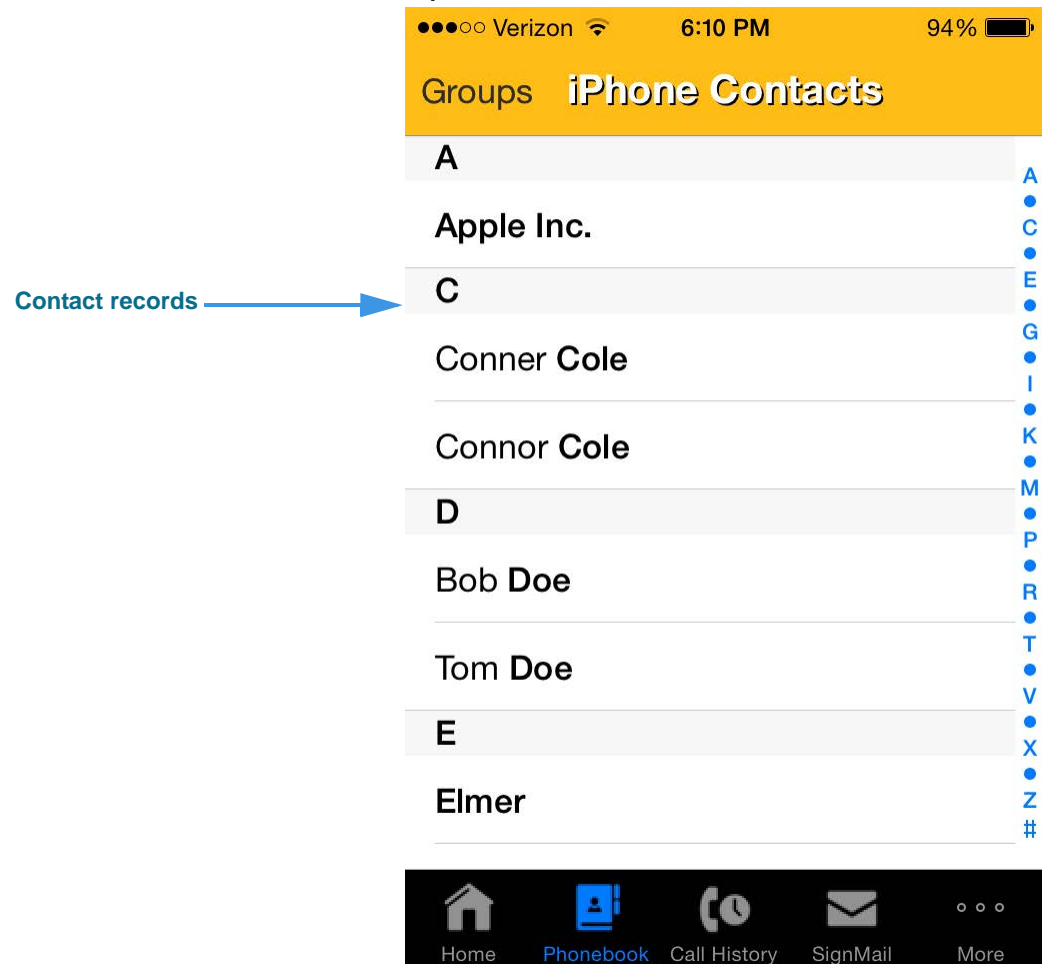 Verizon 6:10 PM 94%
Groups iPhone Contacts
A
Apple Inc.
Contact records
C
Conner Cole
Connor Cole
D
Bob Doe
Tom Doe
E
Elmer
A
C
E
G
I
K
M
P
R
T
V
X
Z
#
Home Phonebook Call History SignMail More